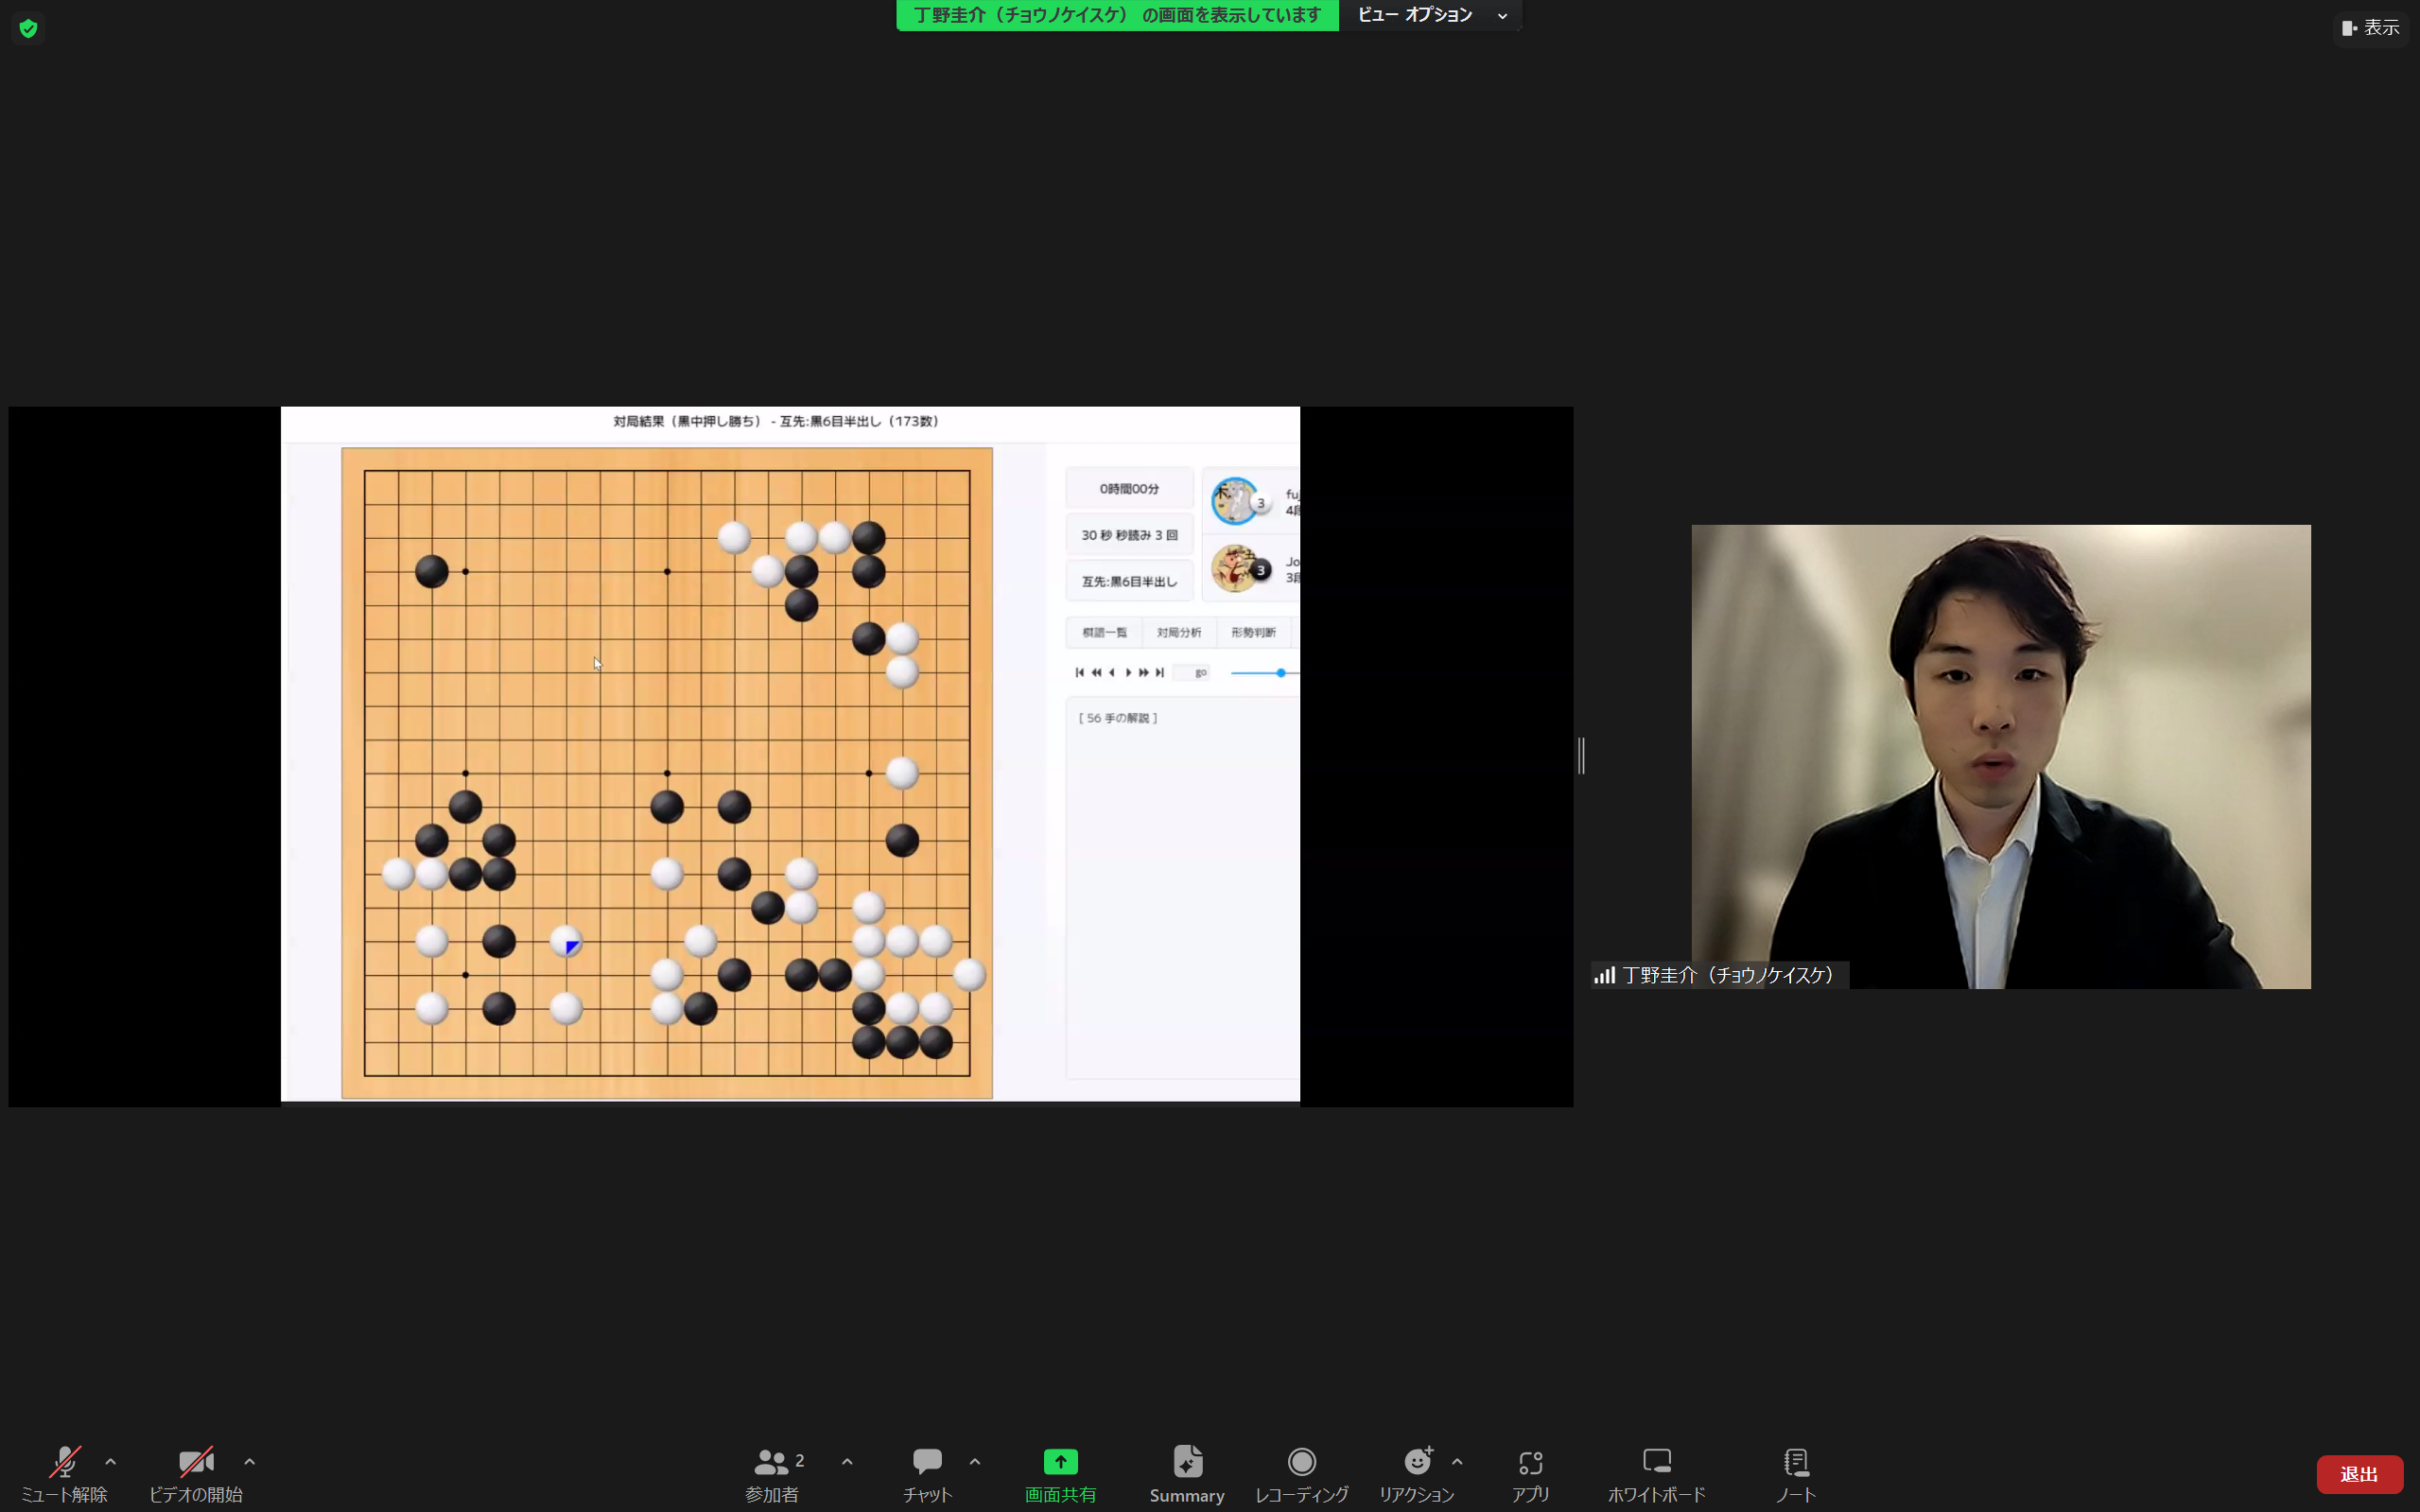 丁野圭介（チョウノケイスケ） の画面を表示しています
ビュー オプション
表示
対局結果（黒中押し勝ち） - 互先:黒6目半出し（173数）
0時間00分
30 秒 秒読み 3 回
互先:黒6目半出し
3
fuj
4段
3
Jo
3段
棋譜一覧
対局分析
形勢判断
go
[ 56 手の解説 ]
丁野圭介（チョウノケイスケ）
ミュート解除
ビデオの開始
2
参加者
チャット
画面共有
Summary
レコーディング
リアクション
アプリ
ホワイトボード
ノート
退出